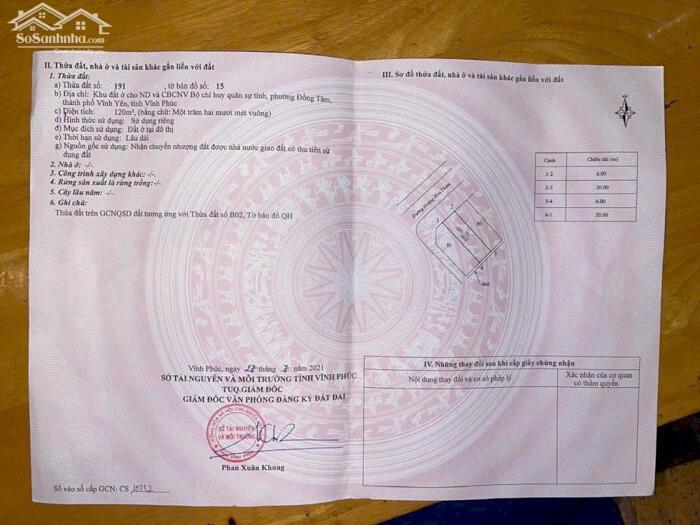 SoSanhnha.com
II. Thửa đất, nhà ở và tài sản khác gắn liền với đất
1. Thửa đất:
a) Thửa đất số: 191 , tờ bản đồ số: 15
b) Địa chỉ: Khu đất ở cho ND và CBCNV Bộ chỉ huy quân sự tỉnh, phường Đồng Tâm,
thành phố Vĩnh Yên, tỉnh Vĩnh Phúc
c) Diện tích: 120m², (bằng chữ: Một trăm hai mươi mét vuông)
d) Hình thức sử dụng: Sử dụng riêng
đ) Mục đích sử dụng: Đất ở tại đô thị
e) Thời hạn sử dụng: Lâu dài
g) Nguồn gốc sử dụng: Nhận chuyển nhượng đất được nhà nước giao đất có thu tiền sử
dụng đất
2. Nhà ở: -/-
3. Công trình xây dựng khác: -/-
4. Rừng sản xuất là rừng trồng: -/-
5. Cây lâu năm: -/-
6. Ghi chú:
Thửa đất trên GCNQSD đất tương ứng với Thửa đất số B02, Tờ bản đồ QH
Vĩnh Phúc, ngày 27 tháng 7 năm 2021
SỞ TÀI NGUYÊN VÀ MÔI TRƯỜNG TỈNH VĨNH PHÚC
TUQ.GIÁM ĐỐC
GIÁM ĐỐC VĂN PHÒNG ĐĂNG KÝ ĐẤT ĐAI
SỞ TÀI NGUYÊN
VÀ MÔI TRƯỜNG
Phan Xuân Khung
Số vào sổ cấp GCN: CS 10352
III. Sơ đồ thửa đất, nhà ở và tài sản khác gắn liền với đất
Cạnh Chiều dài (m)
1-2 6.00
2-3 20.00
3-4 6.00
4-1 20.00
IV. Những thay đổi sau khi cấp giấy chứng nhận
Nội dung thay đổi và cơ sở pháp lý
Xác nhận của cơ quan
có thẩm quyền